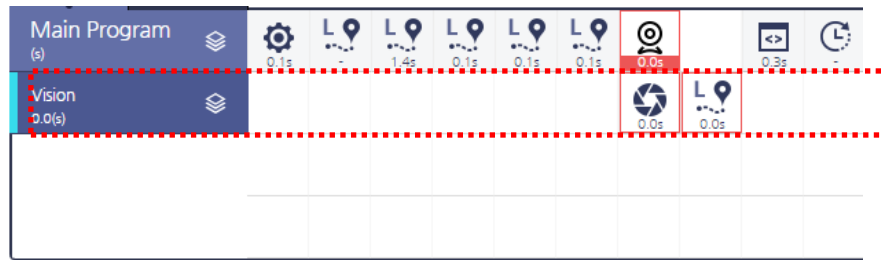 Main Program
(s)
L L L L L
0.1s - 1.4s 0.1s 0.1s 0.1s 0.0s 0.3s -
Vision
0.0(s)
L
0.0s 0.0s